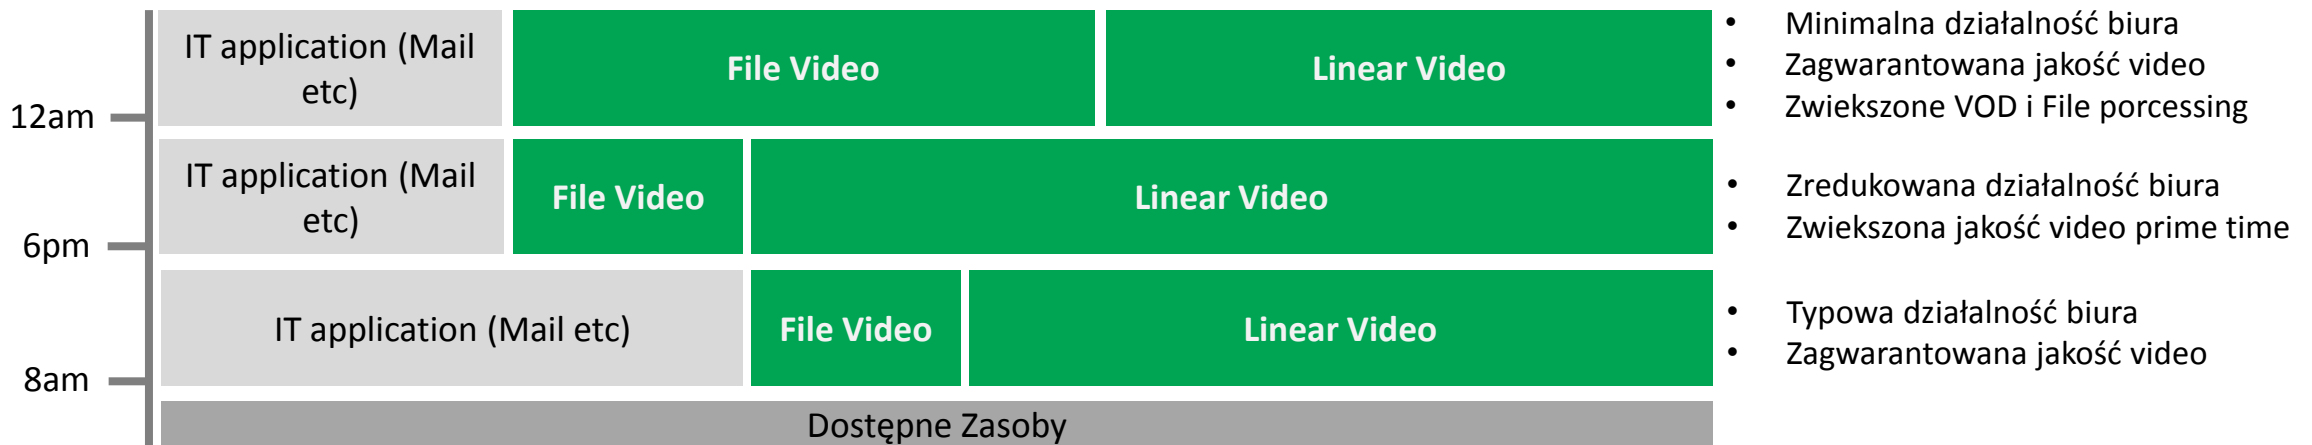 IT application (Mail
etc)
File Video
Linear Video
• Minimalna działalność biura
• Zagwarantowana jakość video
• Zwiekszone VOD i File porcessing
12am
IT application (Mail
etc)
File Video
Linear Video
• Zredukowana działalność biura
• Zwiekszona jakość video prime time
6pm
IT application (Mail etc)
File Video
Linear Video
• Typowa działalność biura
• Zagwarantowana jakość video
8am
Dostępne Zasoby